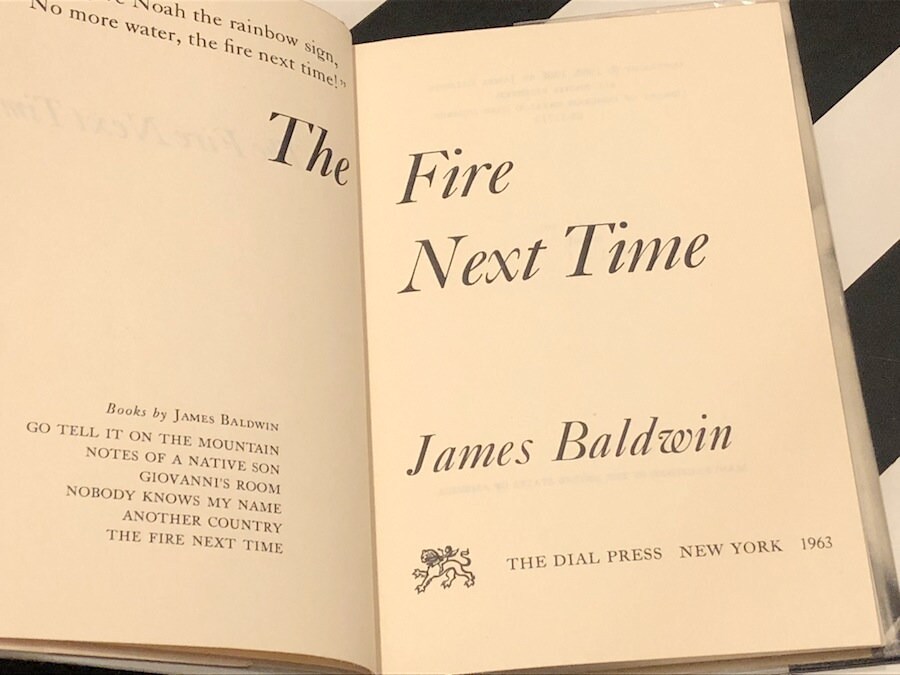 Noah the rainbow sign,
No more water, the fire next time!"
The
Books by JAMES BALDWIN
GO TELL IT ON THE MOUNTAIN
NOTES OF A NATIVE SON
GIOVANNI'S ROOM
NOBODY KNOWS MY NAME
ANOTHER COUNTRY
THE FIRE NEXT TIME
Fire
Next Time
James Baldwin
THE DIAL PRESS NEW YORK 1963